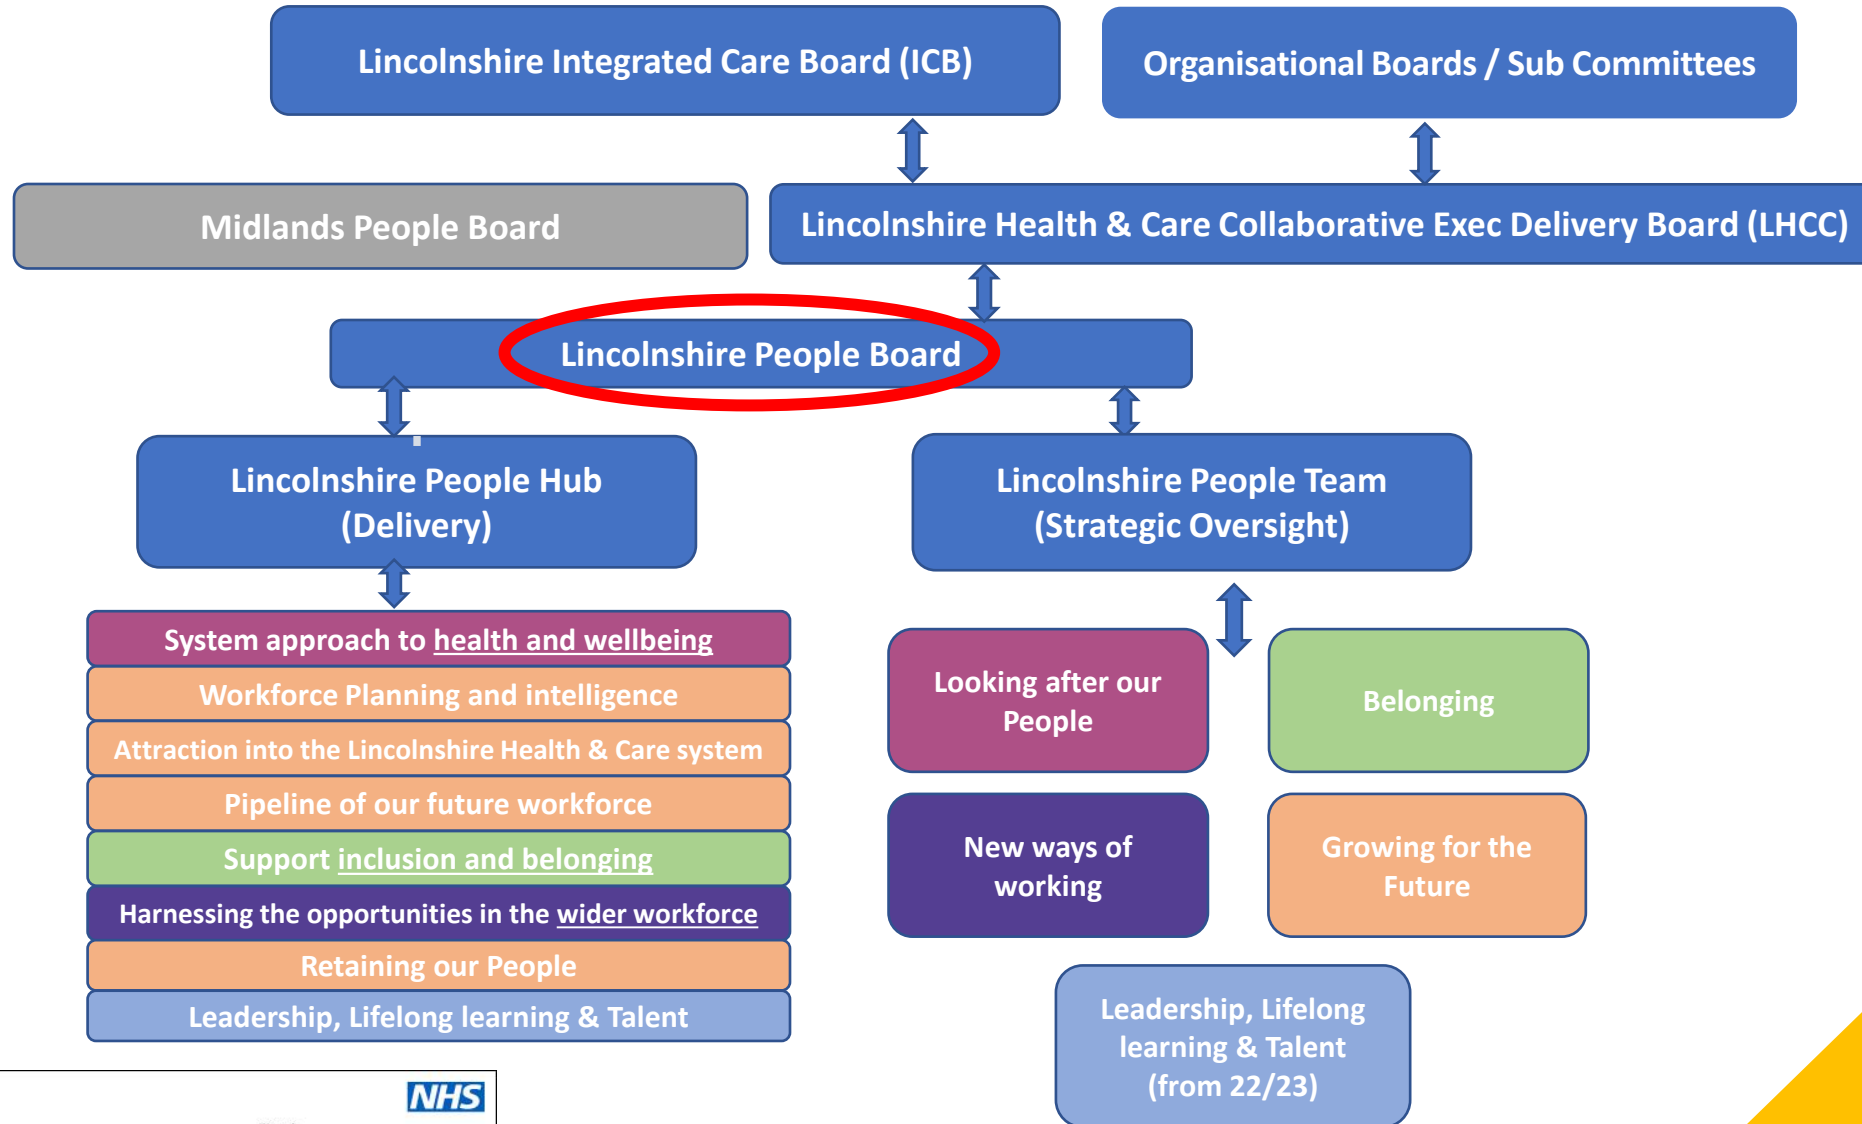 Lincolnshire Integrated Care Board (ICB)
Organisational Boards / Sub Committees
Midlands People Board
Lincolnshire Health & Care Collaborative Exec Delivery Board (LHCC)
Lincolnshire People Board
Lincolnshire People Hub
(Delivery)
Lincolnshire People Team
(Strategic Oversight)
System approach to health and wellbeing
Workforce Planning and intelligence
Attraction into the Lincolnshire Health & Care system
Pipeline of our future workforce
Support inclusion and belonging
Harnessing the opportunities in the wider workforce
Retaining our People
Leadership, Lifelong learning & Talent
Looking after our
People
Belonging
New ways of
working
Growing for the
Future
Leadership, Lifelong
learning & Talent
(from 22/23)
NHS